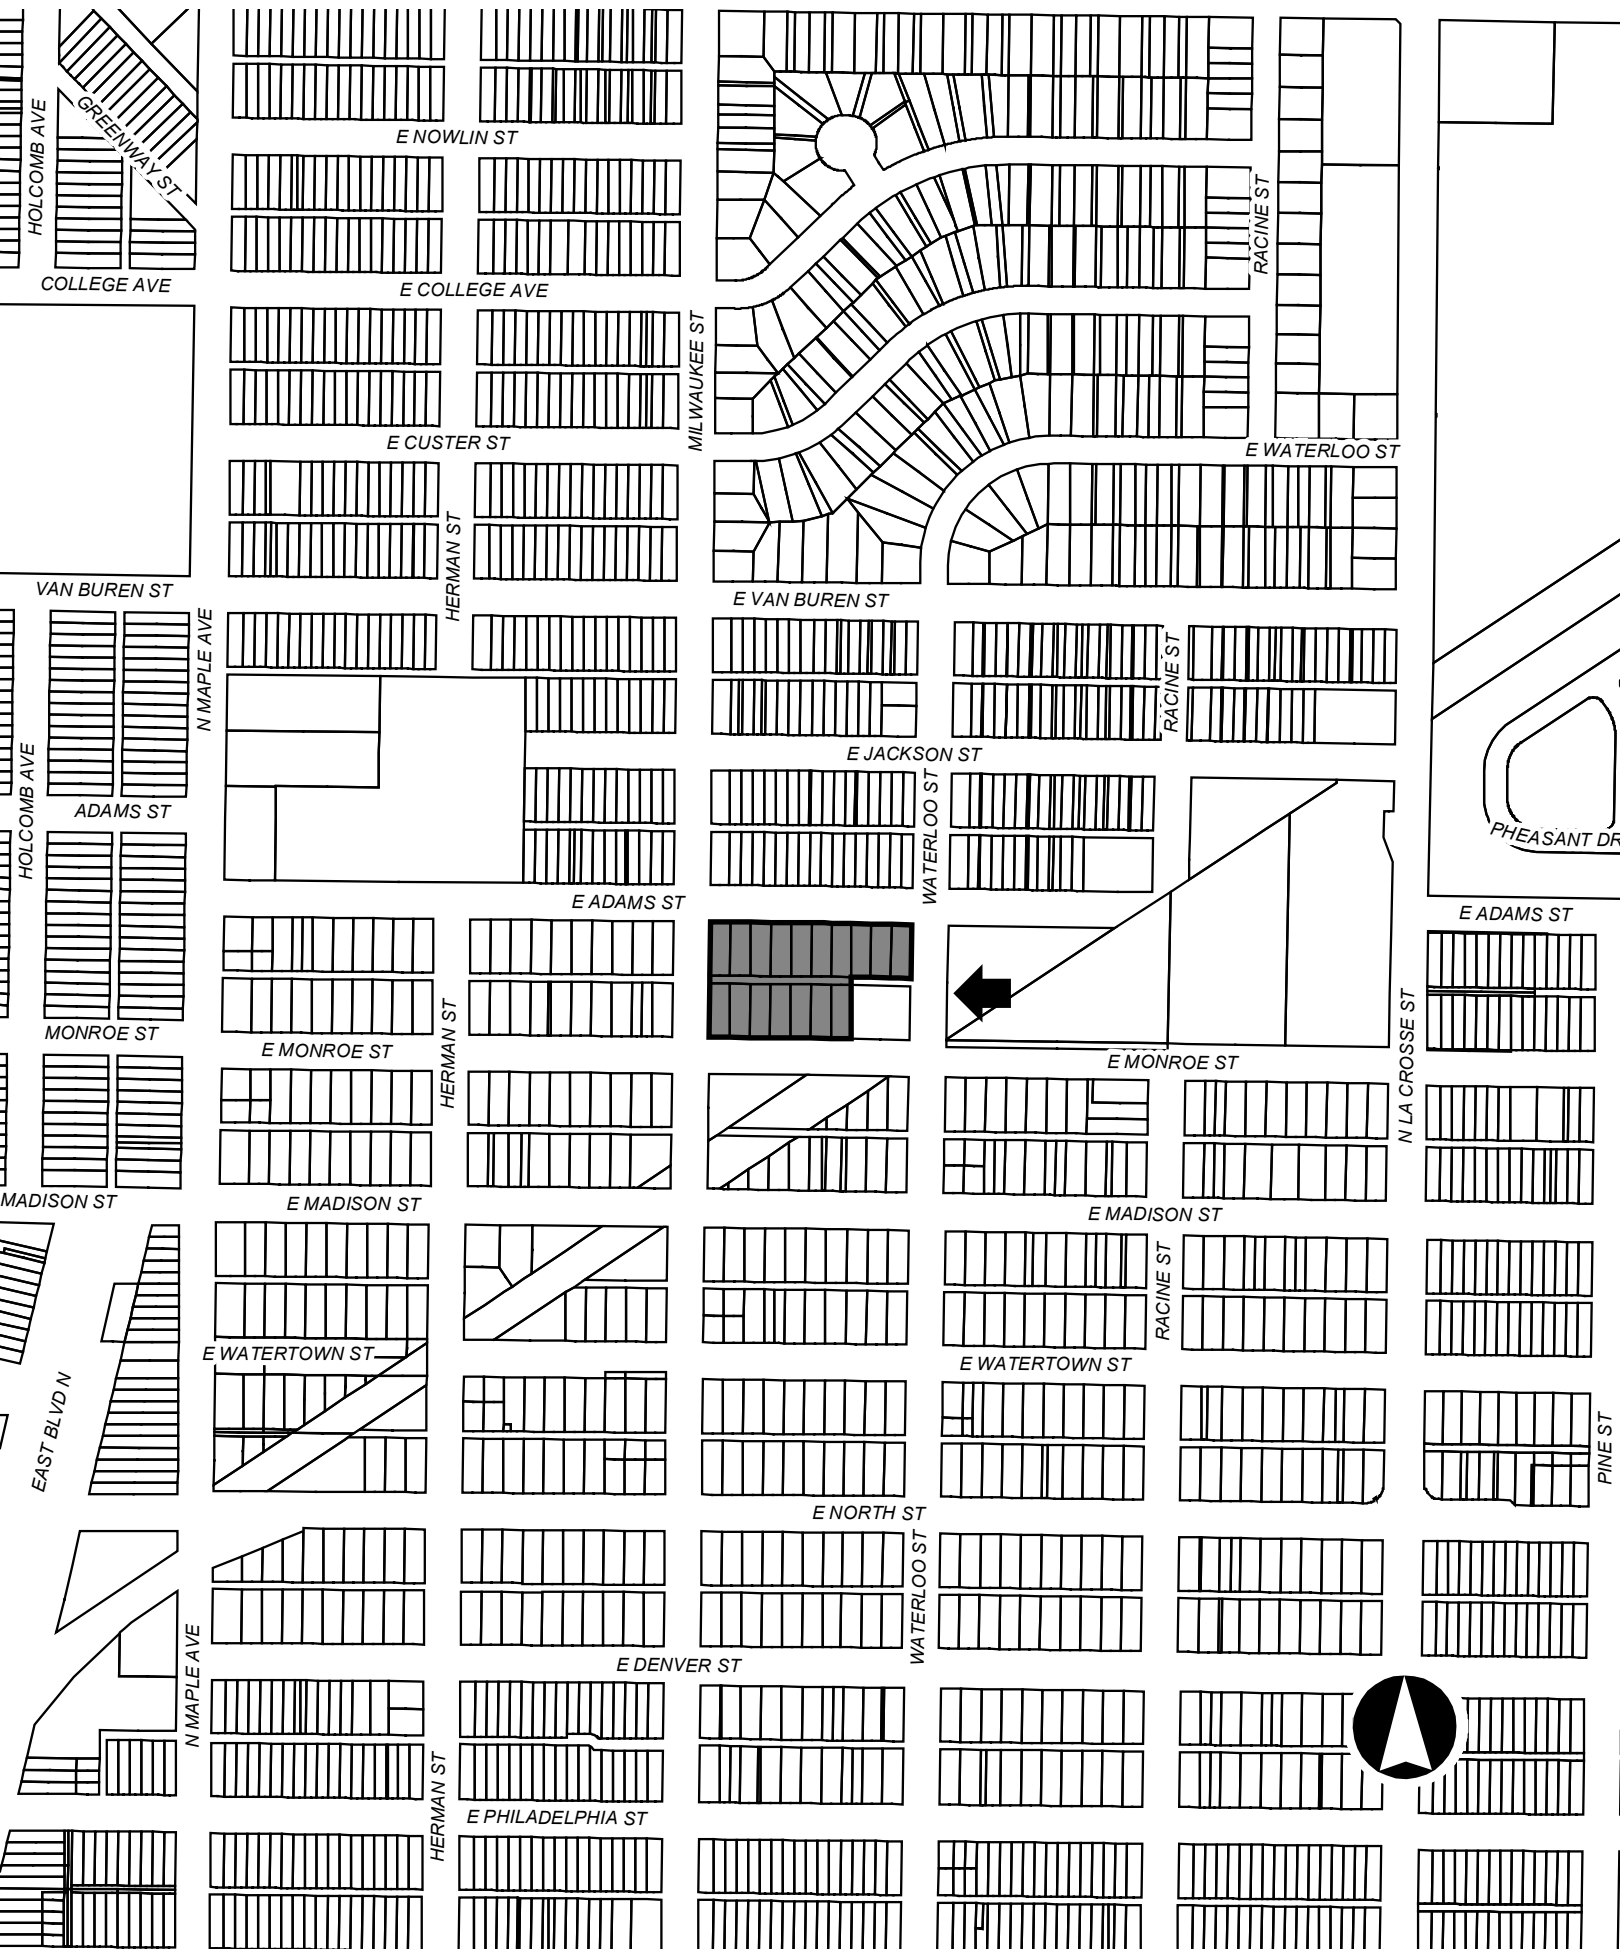 HOLCOMB AVE
GREENWAY ST
E NOWLIN ST
RACINE ST
COLLEGE AVE
E COLLEGE AVE
MILWAUKEE ST
E CUSTER ST
E WATERLOO ST
HERMAN ST
VAN BUREN ST
E VAN BUREN ST
N MAPLE AVE
RACINE ST
E JACKSON ST
HOLCOMB AVE
ADAMS ST
WATERLOO ST
PHEASANT DR
E ADAMS ST
E ADAMS ST
MONROE ST
E MONROE ST
HERMAN ST
E MONROE ST
N LA CROSSE ST
MADISON ST
E MADISON ST
E MADISON ST
RACINE ST
E WATERTOWN ST
E WATERTOWN ST
EAST BLVD N
PINE ST
E NORTH ST
WATERLOO ST
E DENVER ST
N MAPLE AVE
HERMAN ST
E PHILADELPHIA ST